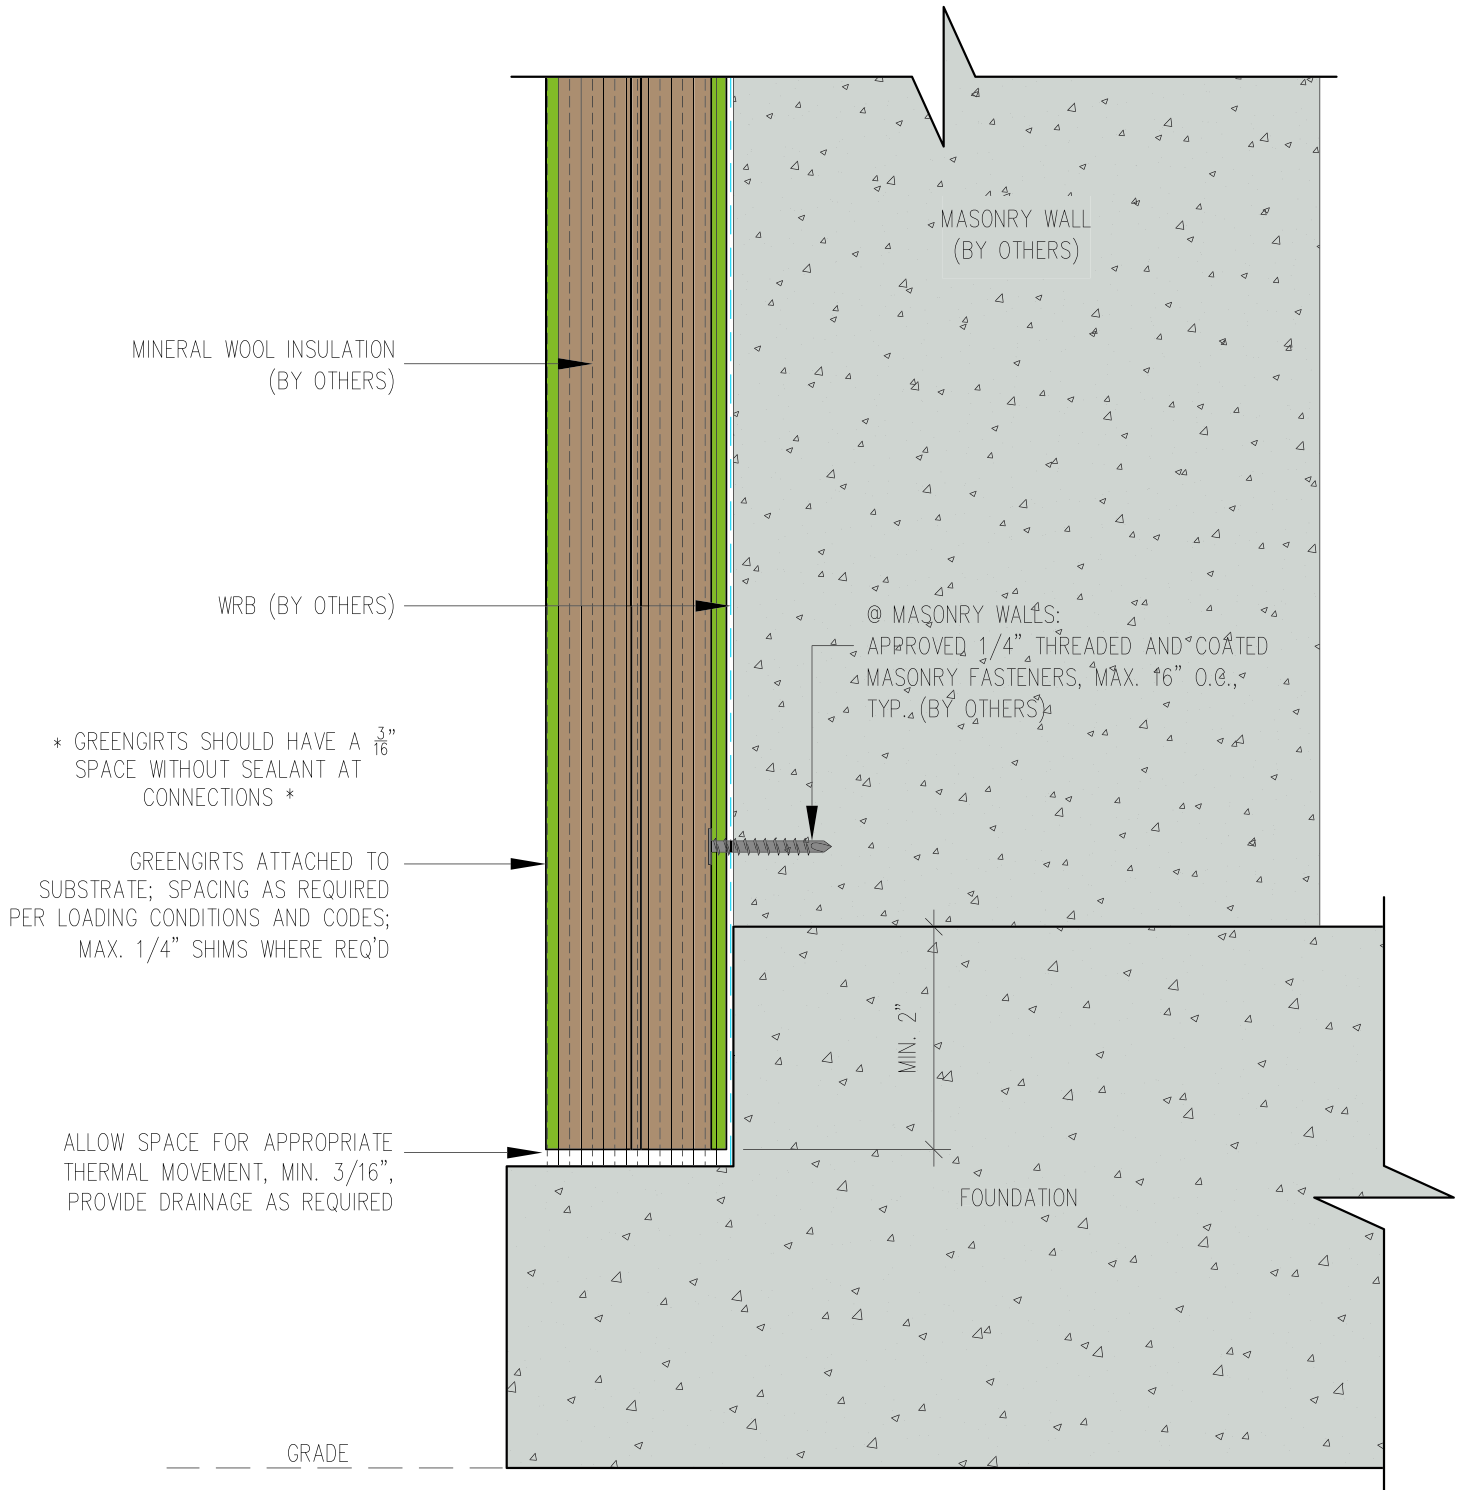 MASONRY WALL
(BY OTHERS)
MINERAL WOOL INSULATION
(BY OTHERS)
WRB (BY OTHERS)
@ MASONRY WALLS:
APPROVED 1/4" THREADED AND COATED
MASONRY FASTENERS, MAX. 16" O.C.,
TYP. (BY OTHERS)
* GREENGIRTS SHOULD HAVE A 3/16"
SPACE WITHOUT SEALANT AT
CONNECTIONS *
GREENGIRTS ATTACHED TO
SUBSTRATE; SPACING AS REQUIRED
PER LOADING CONDITIONS AND CODES;
MAX. 1/4" SHIMS WHERE REQ'D
MIN. 2"
ALLOW SPACE FOR APPROPRIATE
THERMAL MOVEMENT, MIN. 3/16",
PROVIDE DRAINAGE AS REQUIRED
FOUNDATION
GRADE